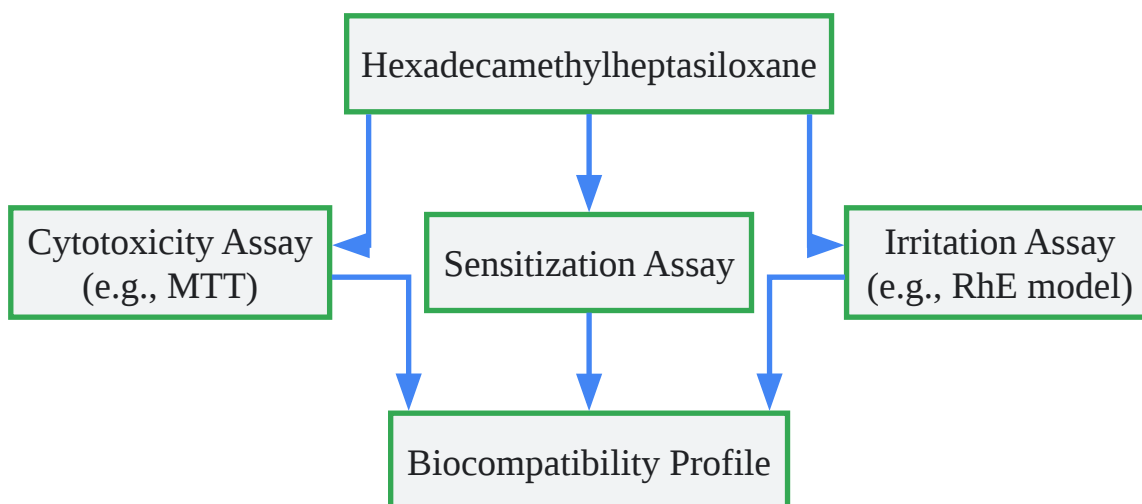 Hexadecamethylheptasiloxane
Cytotoxicity Assay
(e.g., MTT)
Sensitization Assay
Irritation Assay
(e.g., RhE model)
Biocompatibility Profile